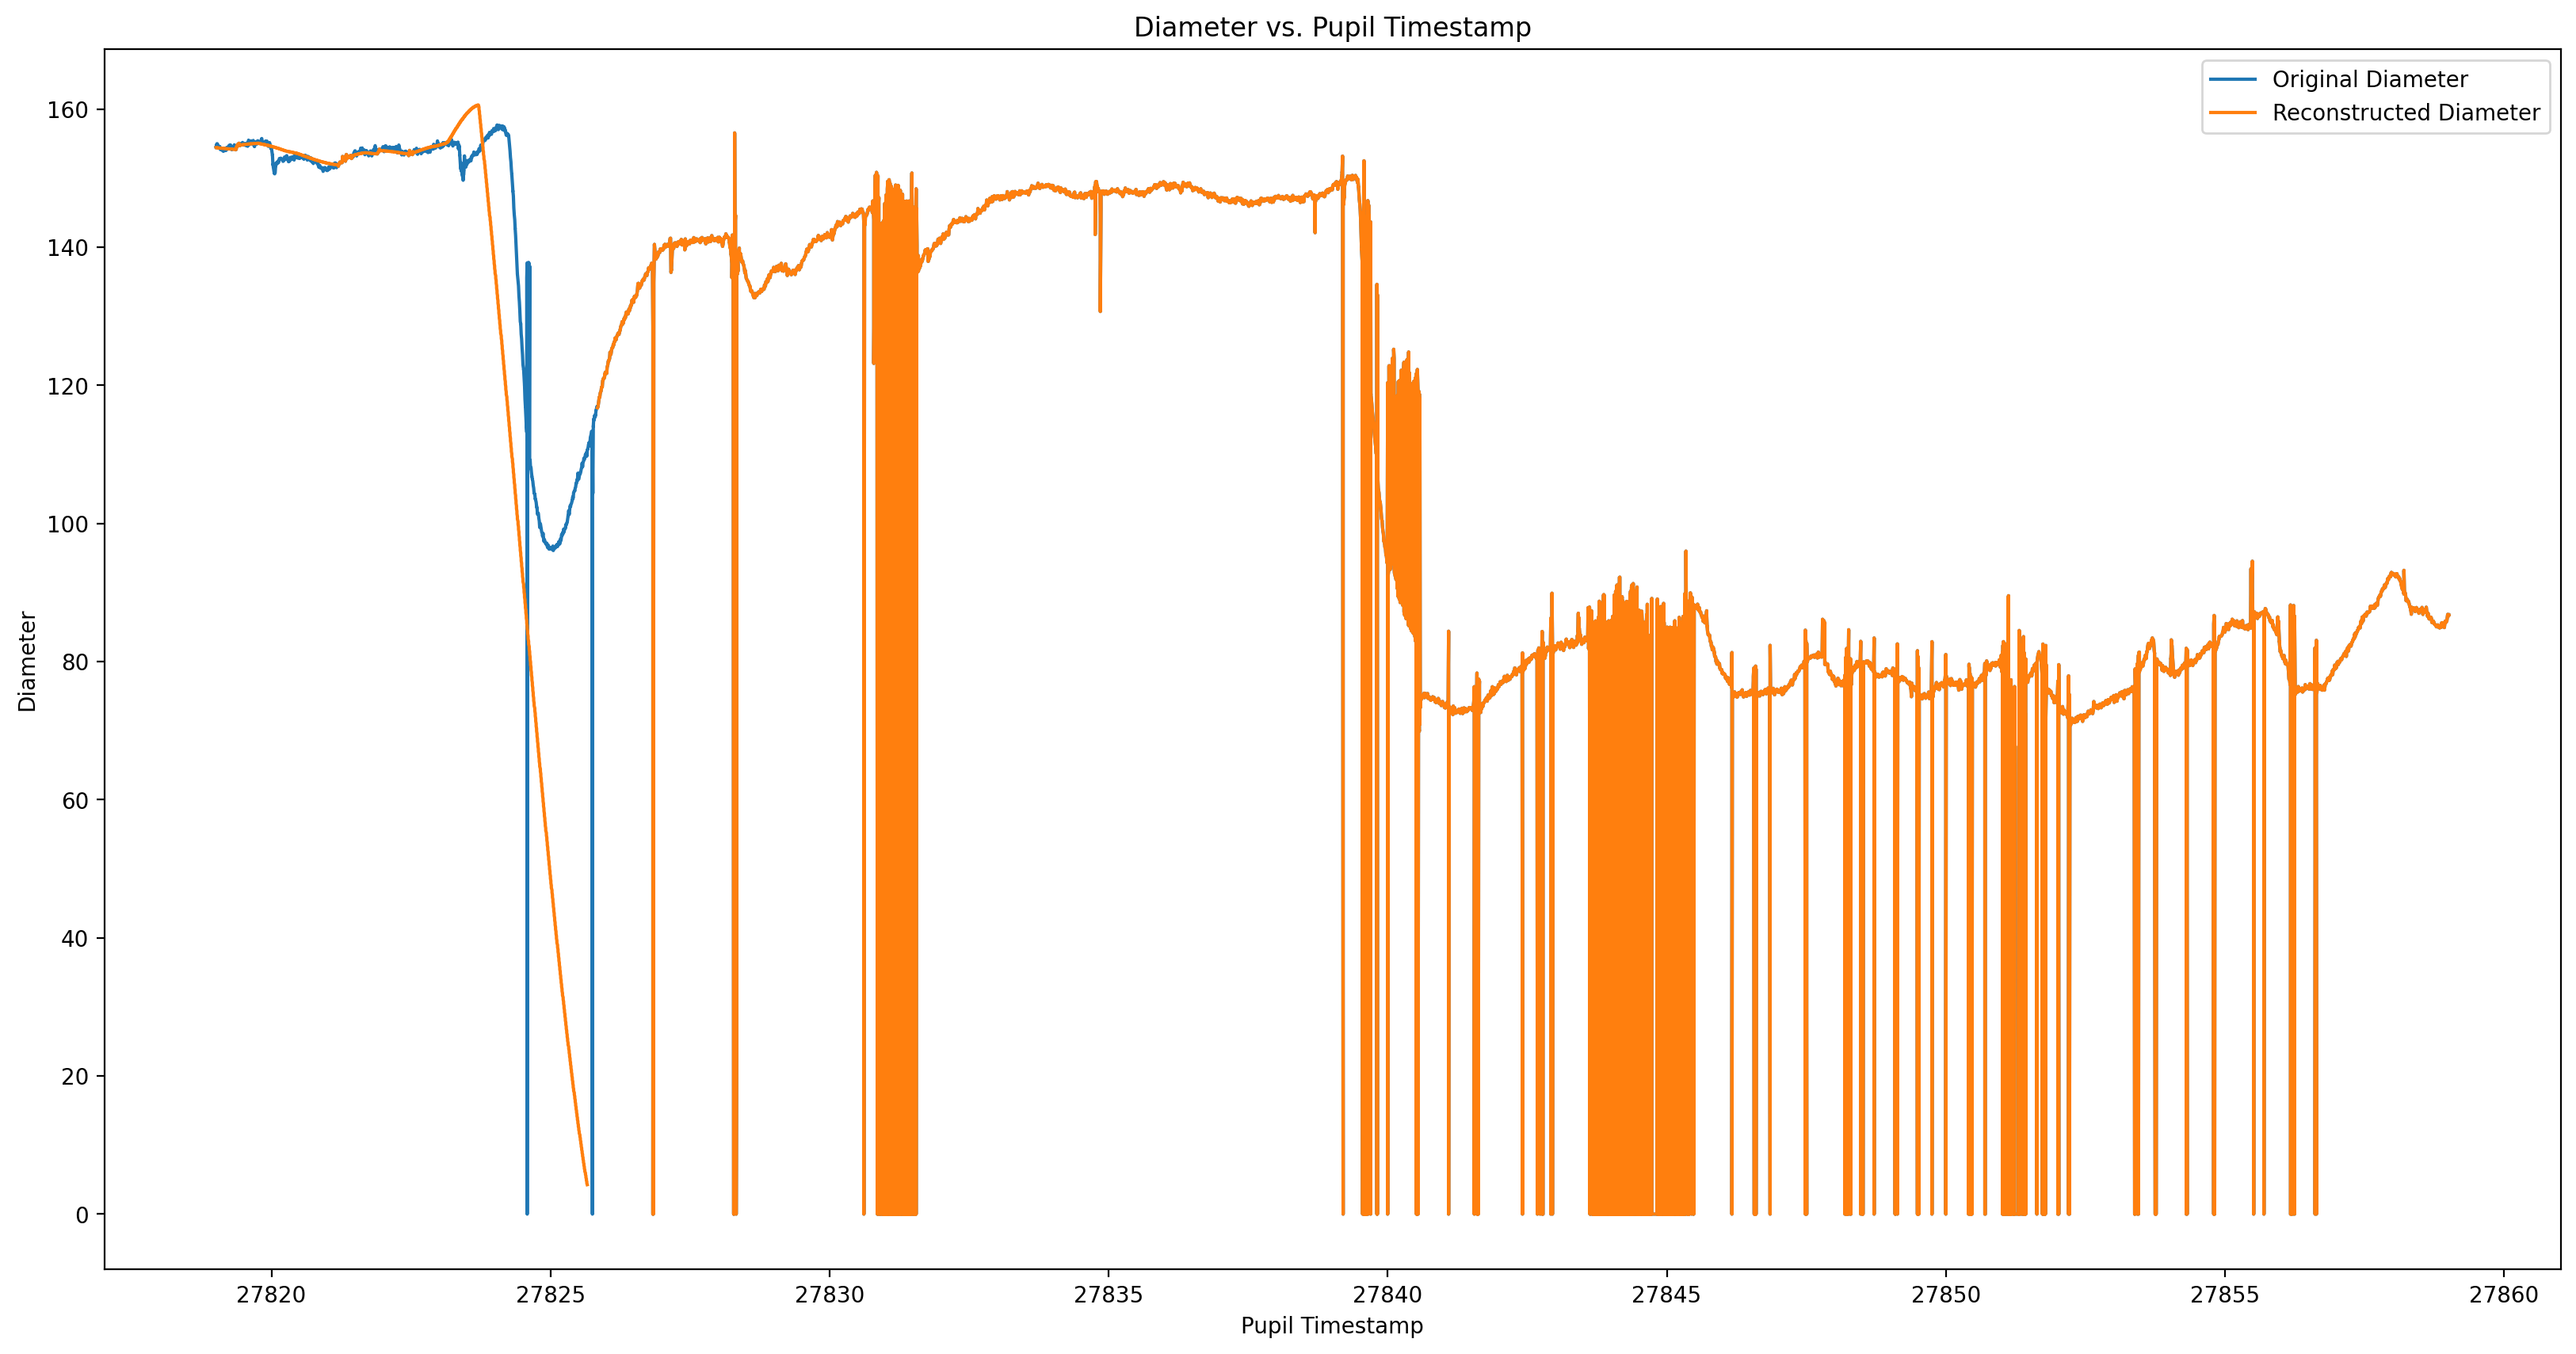 Diameter vs. Pupil Timestamp
Original Diameter
Reconstructed Diameter
160
140
120
100
80
60
40
20
0
Diameter
27820 27825 27830 27835 27840 27845 27850 27855 27860
Pupil Timestamp